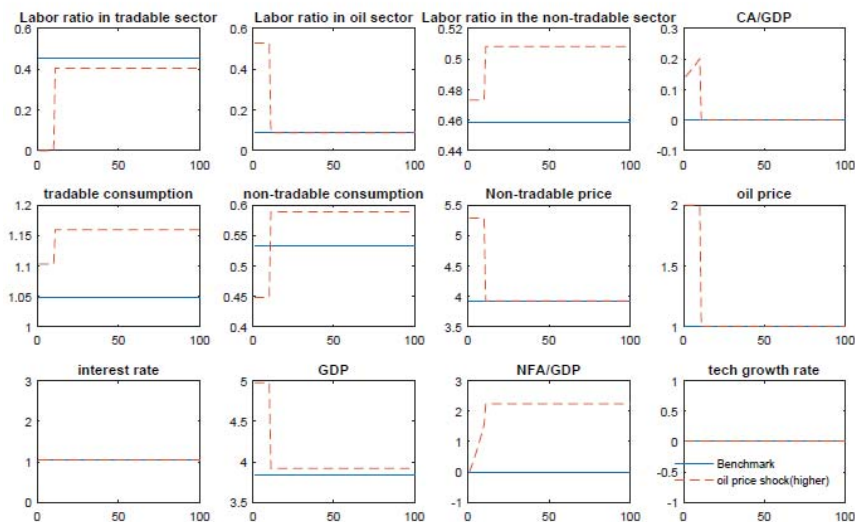 Labor ratio in tradable sector Labor ratio in oil sector Labor ratio in the non-tradable sector CA/GDP
0.6 0.6 0.52 0.3
0.4 0.4 0.5 0.2
0.2 0.2 0.48 0.1
0.46 0
0 0 0.44 -0.1
0 50 100 0 50 100 0 50 100 0 50 100
tradable consumption non-tradable consumption Non-tradable price oil price
1.2 0.6 5.5 2
1.15 0.55 5
1.1 0.5 4.5 1.5
1.05 0.45 4
1 0.4 3.5 1
0 50 100 0 50 100 0 50 100 0 50 100
interest rate GDP NFA/GDP tech growth rate
3 5 3 1
2 4.5 2 0.5
1 4 1 0
0 -0.5
0 3.5 -1 -1
Benchmark
oil price shock(higher)
0 50 100 0 50 100 0 50 100 0 50 100